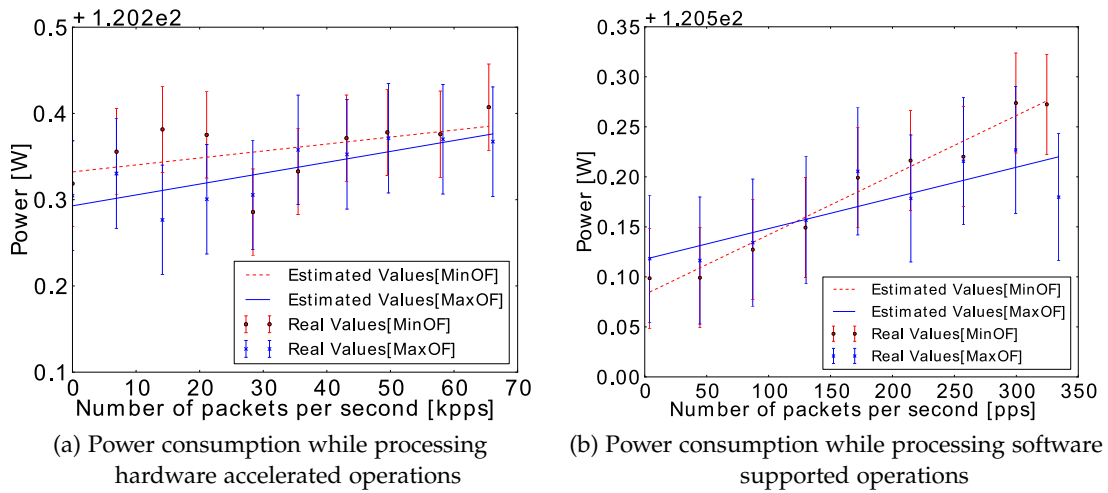 + 1.202e2
0.5
0.4
0.3
0.2
0.1
Power [W]
Estimated Values[MinOF]
Estimated Values[MaxOF]
Real Values[MinOF]
Real Values[MaxOF]
0 10 20 30 40 50 60 70
Number of packets per second [kpps]
(a) Power consumption while processing
hardware accelerated operations
+ 1.205e2
0.35
0.30
0.25
0.20
0.15
0.10
0.05
0.00
Power [W]
Estimated Values[MinOF]
Estimated Values[MaxOF]
Real Values[MinOF]
Real Values[MaxOF]
0 50 100 150 200 250 300 350
Number of packets per second [pps]
(b) Power consumption while processing software
supported operations